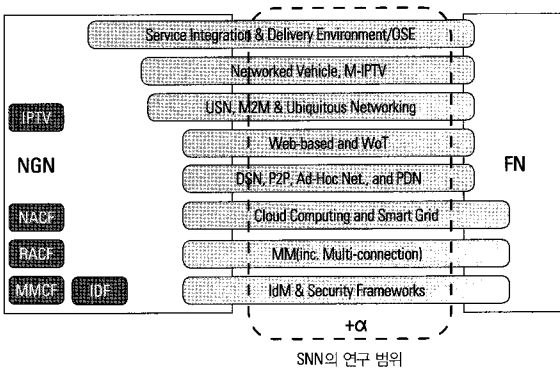 Service Integration & Delivery Environment/OSE
Networked Vehicle, M-IPTV
USN, M2M & Ubiquitous Networking
IPTV
Web-based and WoT
NGN
FN
DSN, P2P, Ad-Hoc Net., and PDN
NACF
Cloud Computing and Smart Grid
RACF
MM(inc. Multi-connection)
MMCF
IDF
IdM & Security Frameworks
+α
SNN의 연구 범위